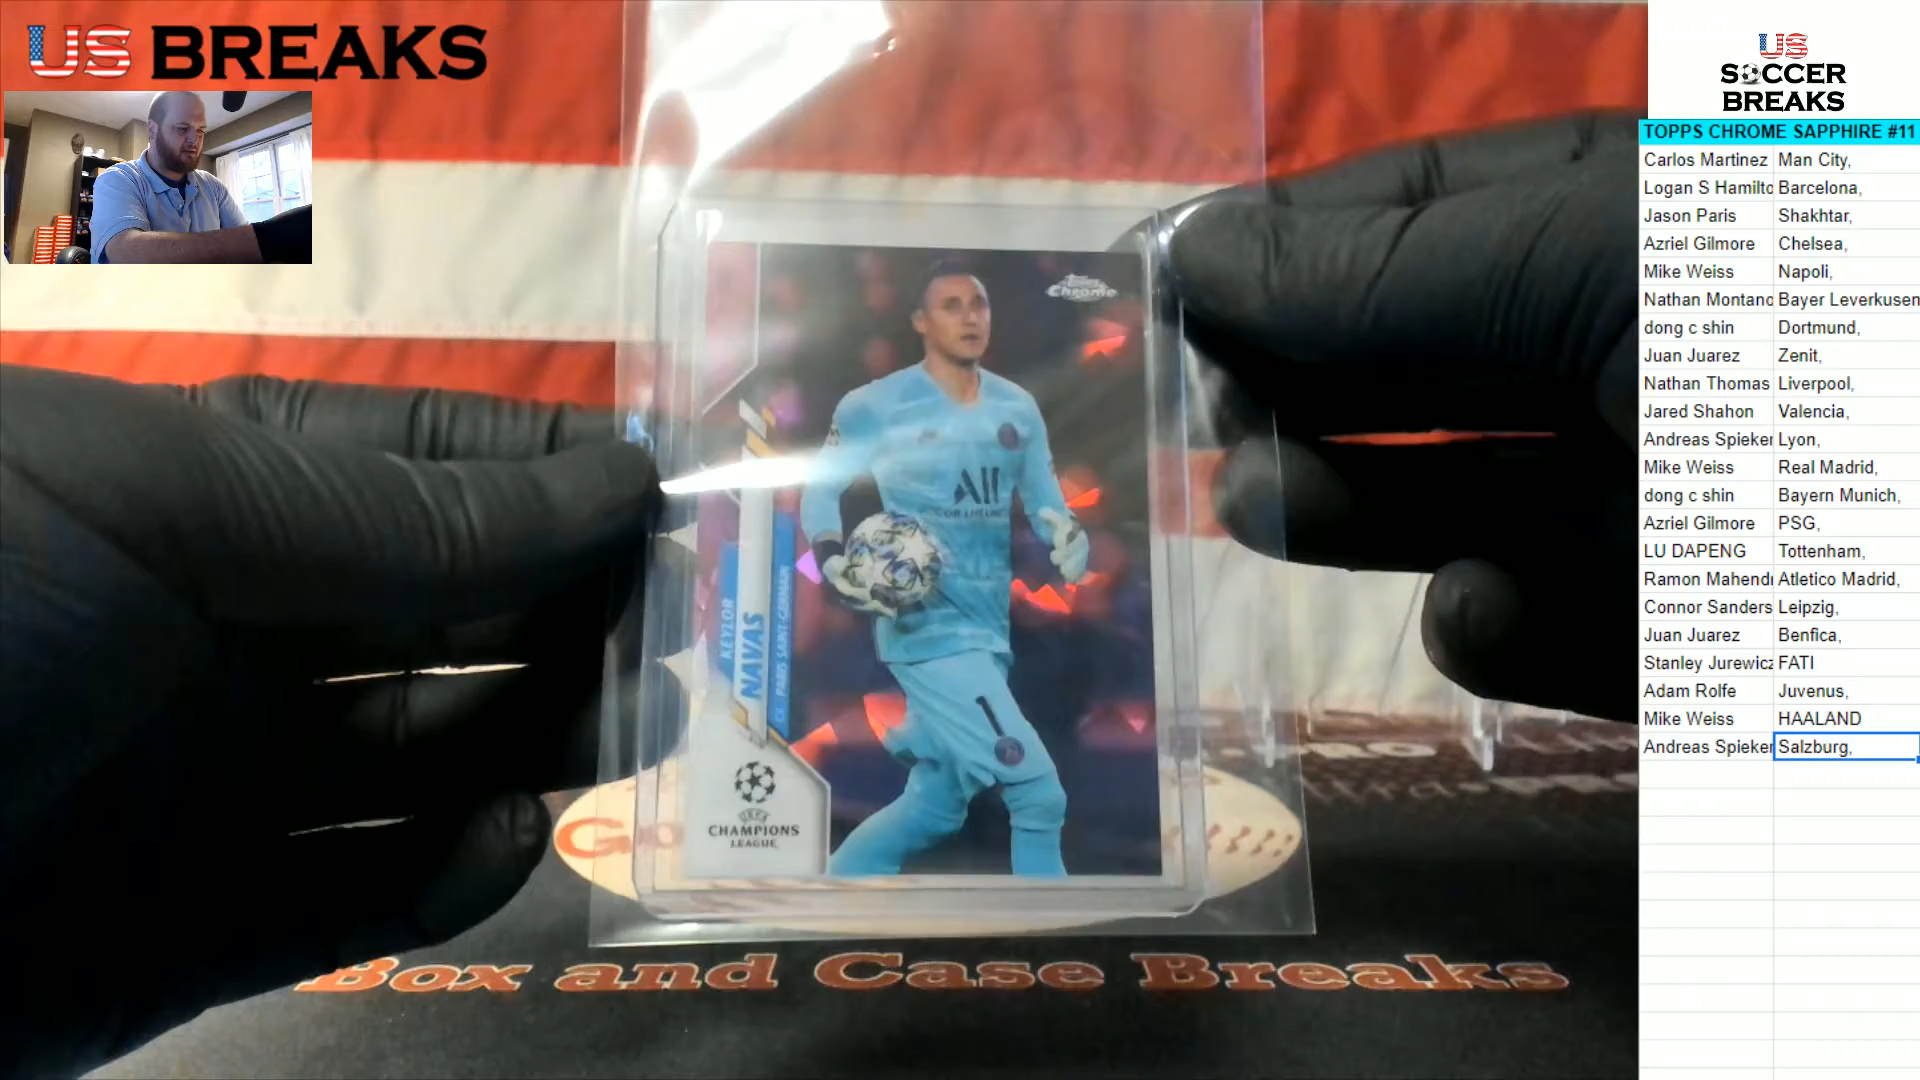 US BREAKS
US
SOCCER
BREAKS
TOPPS CHROME SAPPHIRE #11
Carlos Martinez Man City,
Logan S Hamilto Barcelona,
Jason Paris Shakhtar,
Azriel Gilmore Chelsea,
Mike Weiss Napoli,
Nathan Montano Bayer Leverkusen
dong c shin Dortmund,
Juan Juarez Zenit,
Nathan Thomas Liverpool,
Jared Shahon Valencia,
Andreas Spieker Lyon,
Mike Weiss Real Madrid,
dong c shin Bayern Munich,
Azriel Gilmore PSG,
LU DAPENG Tottenham,
Ramon Mahendr Atletico Madrid,
Connor Sanders Leipzig,
Juan Juarez Benfica,
Stanley Jurewicz FATI
Adam Rolfe Juvenus,
Mike Weiss HAALAND
Andreas Spieker Salzburg,
Topps
Chrome
All
1
KEYLOR
NAVAS
PARIS SAINT-GERMAIN
UEFA
CHAMPIONS
LEAGUE
Box and Case Breaks